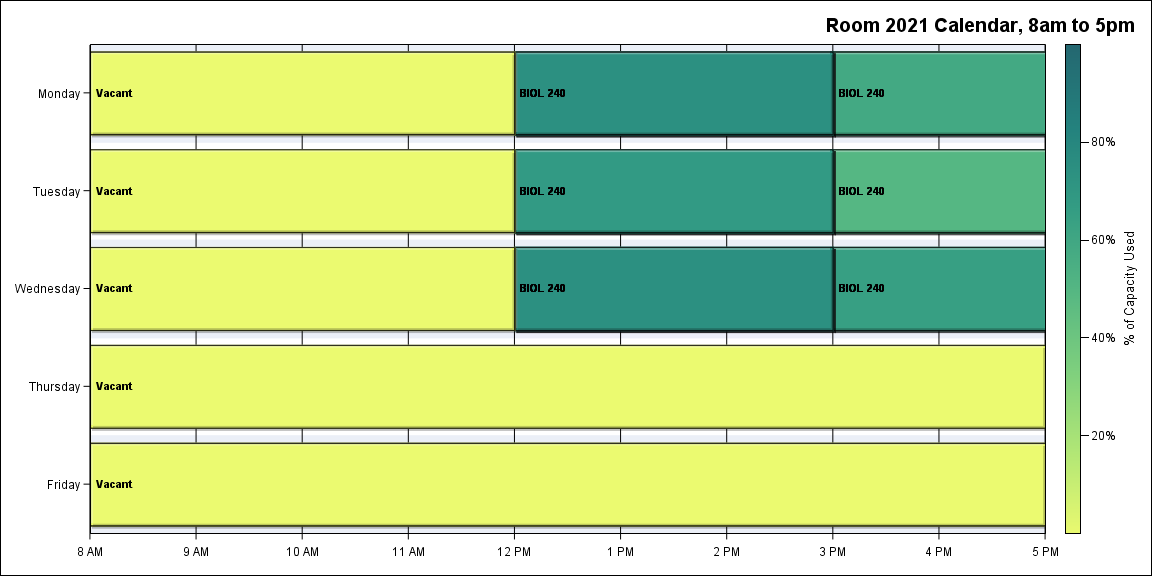 Room 2021 Calendar, 8am to 5pm
Monday
Vacant
BIOL 240
BIOL 240
Tuesday
Vacant
BIOL 240
BIOL 240
Wednesday
Vacant
BIOL 240
BIOL 240
Thursday
Vacant
Friday
Vacant
8 AM
9 AM
10 AM
11 AM
12 PM
1 PM
2 PM
3 PM
4 PM
5 PM
80%
60%
40%
20%
% of Capacity Used